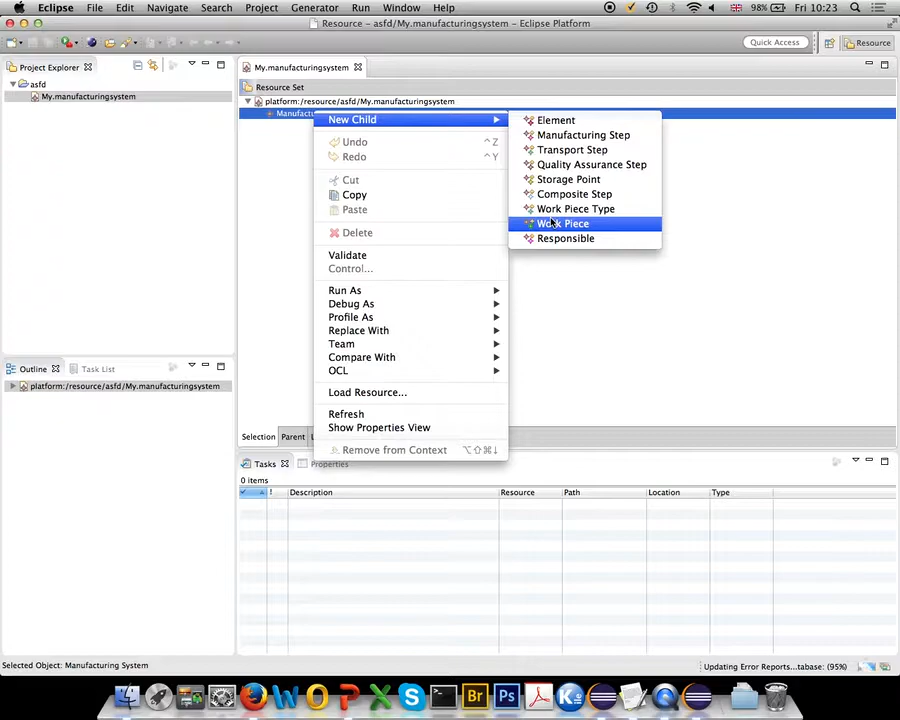 Eclipse File Edit Navigate Search Project Generator Run Window Help 98% Fri 10:23
Resource – asfd/My.manufacturingsystem – Eclipse Platform
Quick Access Resource
Project Explorer
asfd
My.manufacturingsystem
My.manufacturingsystem
Resource Set
platform:/resource/asfd/My.manufacturingsystem
New Child
Undo ^Z
Redo ^Y
Cut
Copy
Paste
Delete
Validate
Control...
Run As
Debug As
Profile As
Replace With
Team
Compare With
OCL
Load Resource...
Refresh
Show Properties View
Remove from Context ⌥⇧⌘↓
Element
Manufacturing Step
Transport Step
Quality Assurance Step
Storage Point
Composite Step
Work Piece Type
Work Piece
Responsible
Outline Task List
platform:/resource/asfd/My.manufacturingsystem
Selection Parent
Tasks Properties
0 items
! Description Resource Path Location Type
Selected Object: Manufacturing System
Updating Error Reports...tabase: (95%)
Br Ps